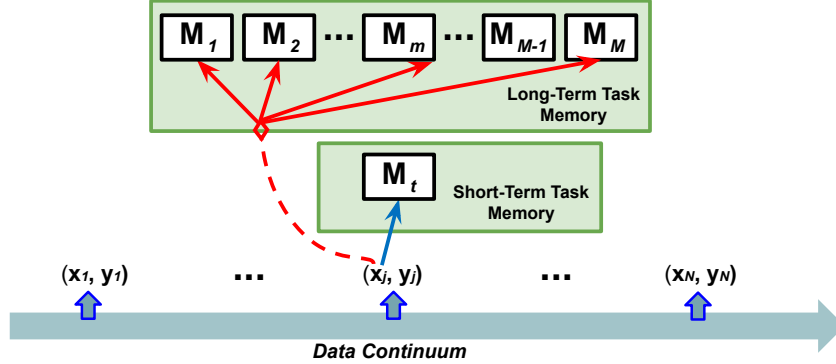 M1 M2 ... Mm ... MM-1 MM
Long-Term Task
Memory
Mt
Short-Term Task
Memory
(x1, y1) ... (xj, yj) ... (xN, yN)
Data Continuum